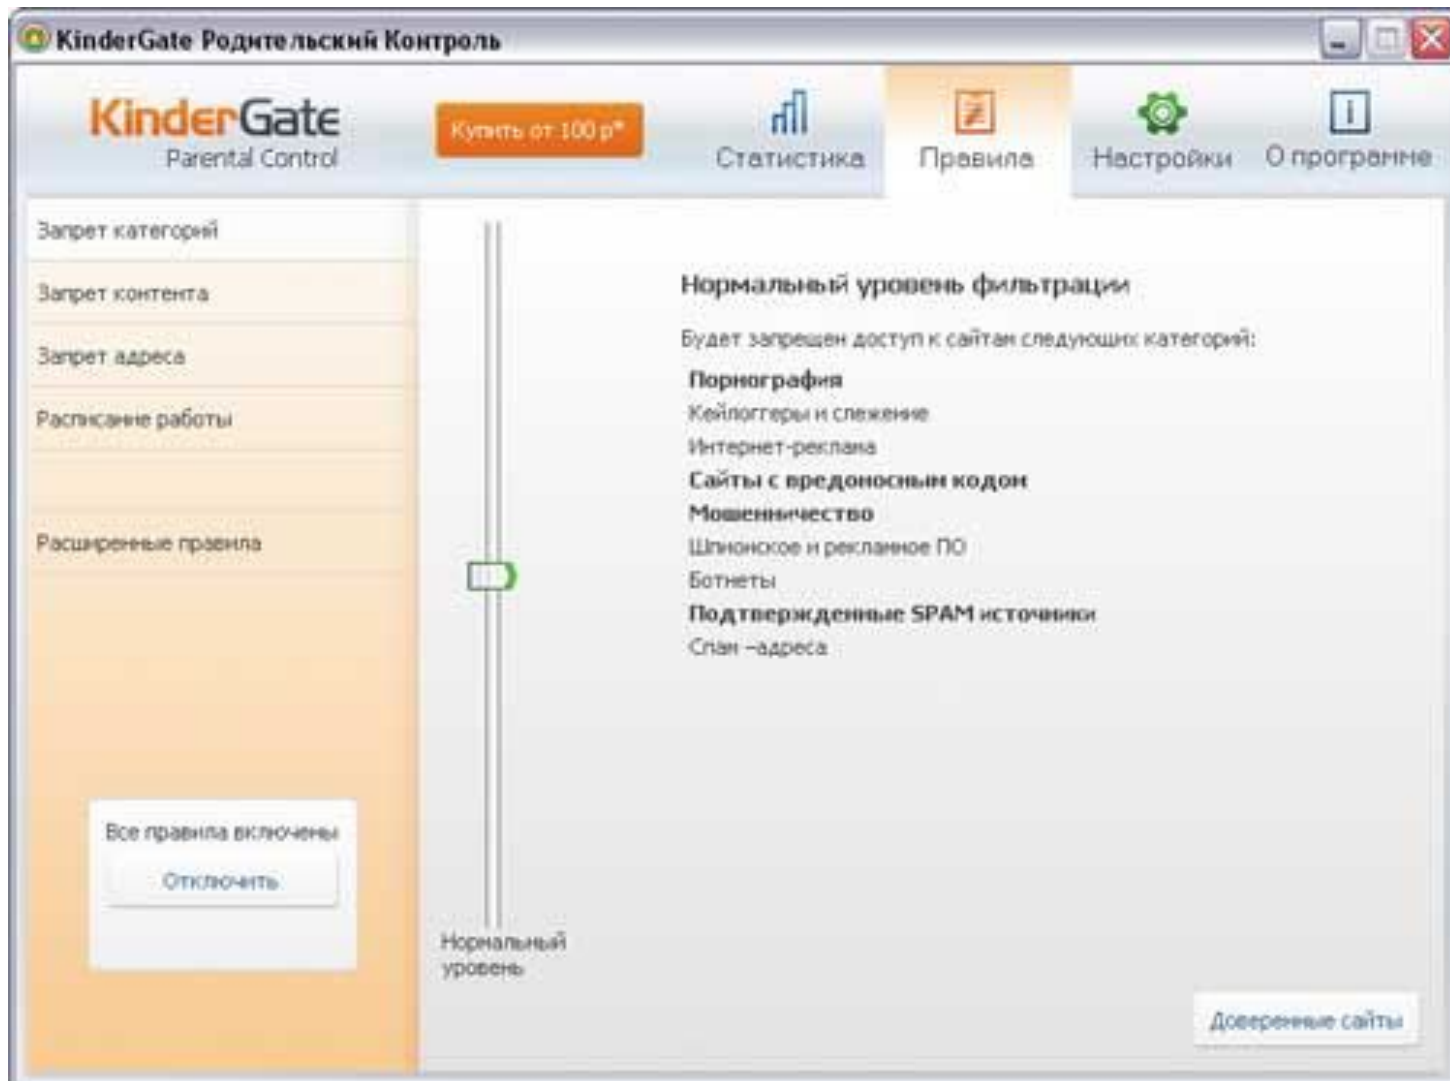 KinderGate Родительский Контроль
KinderGate
Parental Control
Купить от 100 р*
Статистика
Правила
Настройки
О программе
Запрет категорий
Запрет контента
Запрет адреса
Расписание работы
Расширенные правила
Все правила включены
Отключить
Нормальный
уровень
Нормальный уровень фильтрации
Будет запрещен доступ к сайтам следующих категорий:
Порнография
Кейлоггеры и слежение
Интернет-реклама
Сайты с вредоносным кодом
Мошенничество
Шпионское и рекламное ПО
Ботнеты
Подтвержденные SPAM источники
Спам –адреса
Доверенные сайты